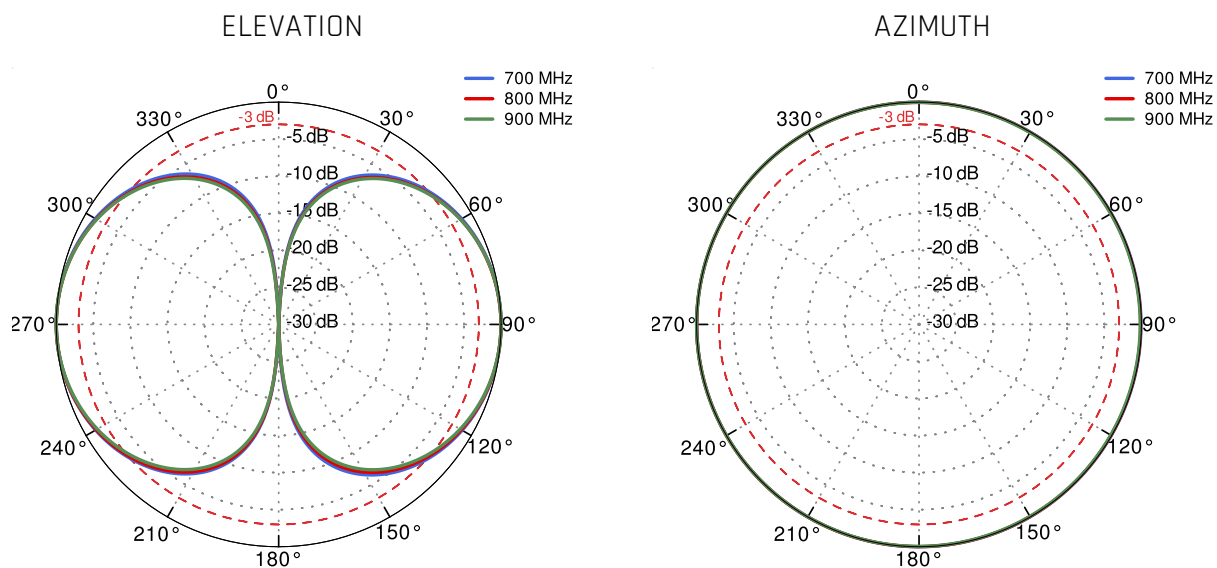 ELEVATION
700 MHz
800 MHz
900 MHz
0°
-3 dB
330°
30°
-5 dB
-10 dB
300°
60°
-15 dB
-20 dB
-25 dB
270°
-30 dB
90°
240°
120°
210°
150°
180°
AZIMUTH
700 MHz
800 MHz
900 MHz
0°
-3 dB
330°
30°
-5 dB
-10 dB
300°
60°
-15 dB
-20 dB
-25 dB
270°
-30 dB
90°
240°
120°
210°
150°
180°